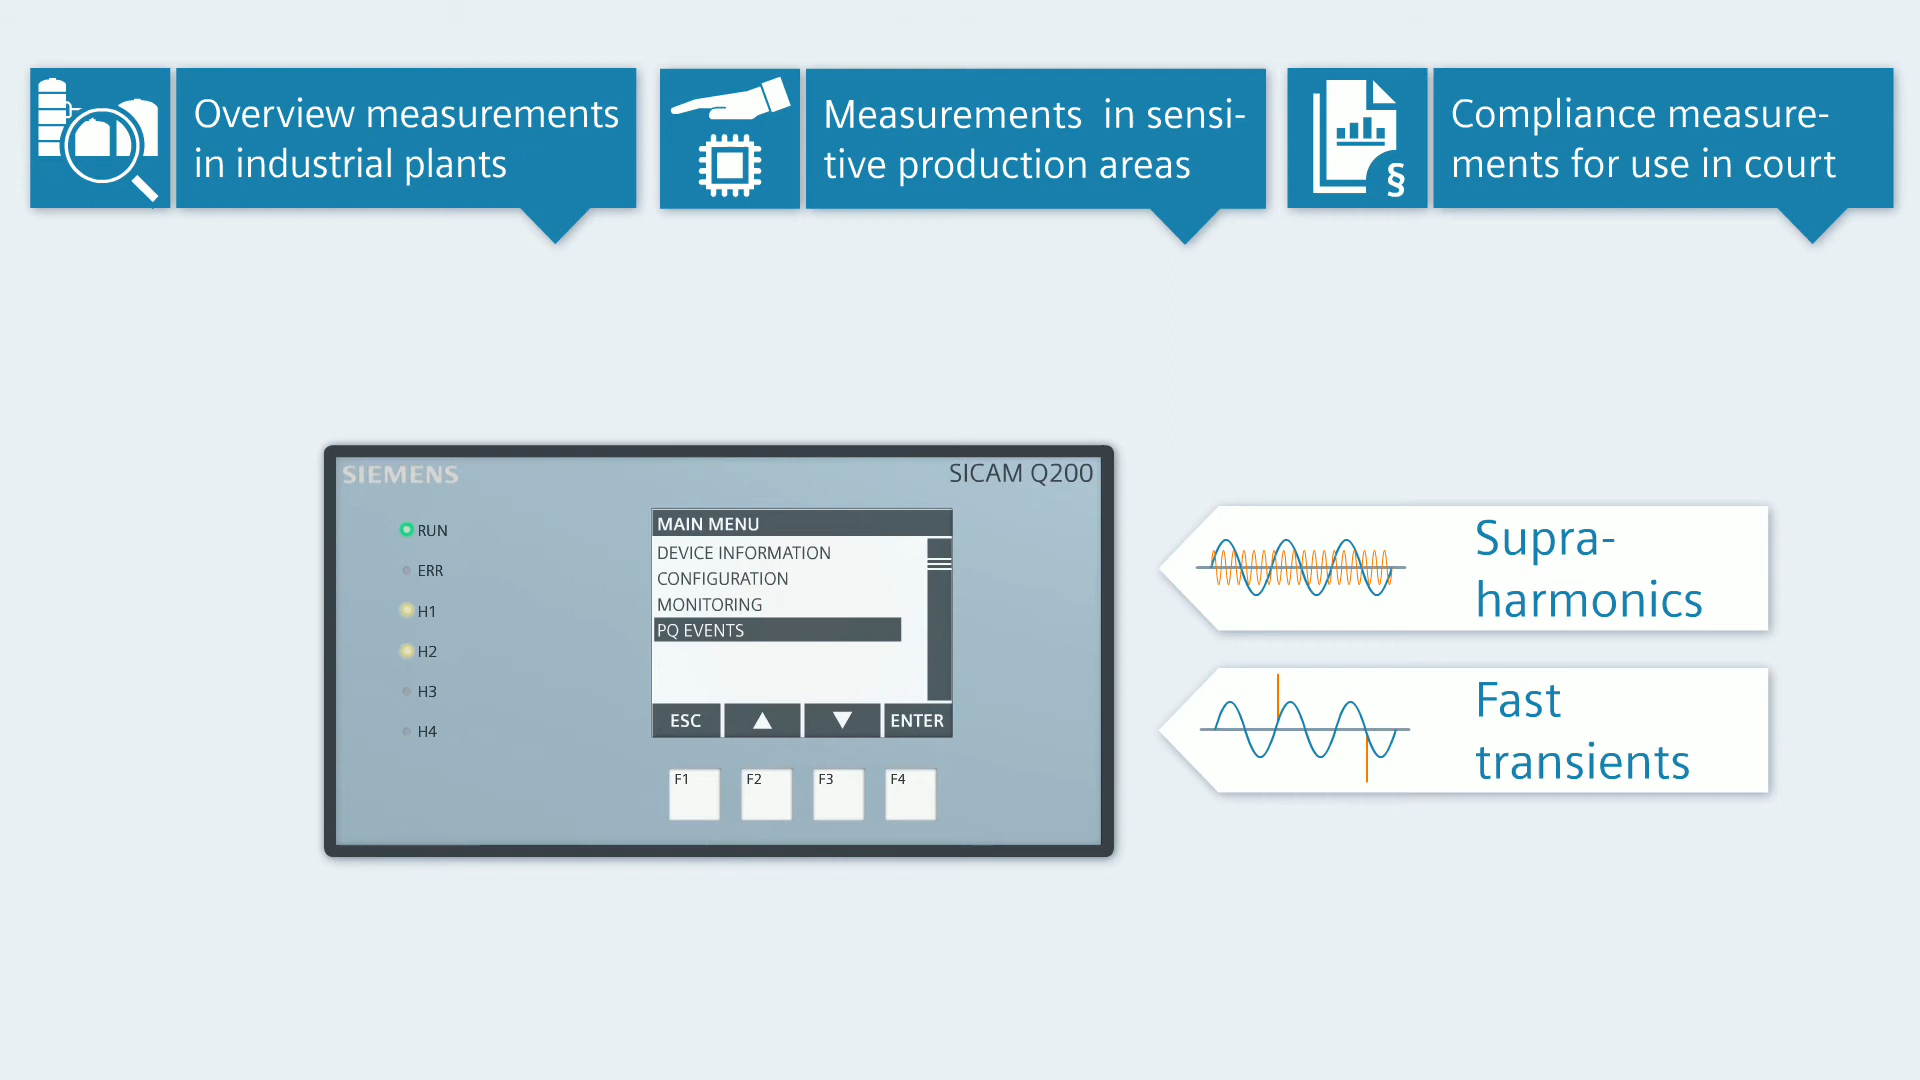 Overview measurements
in industrial plants
Measurements  in sensi-
tive production areas
§
Compliance measure-
ments for use in court
SIEMENS
SICAM Q200
RUN
ERR
H1
H2
H3
H4
MAIN MENU
DEVICE INFORMATION
CONFIGURATION
MONITORING
PQ EVENTS
ESC
ENTER
F1
F2
F3
F4
Supra-
harmonics
Fast
transients